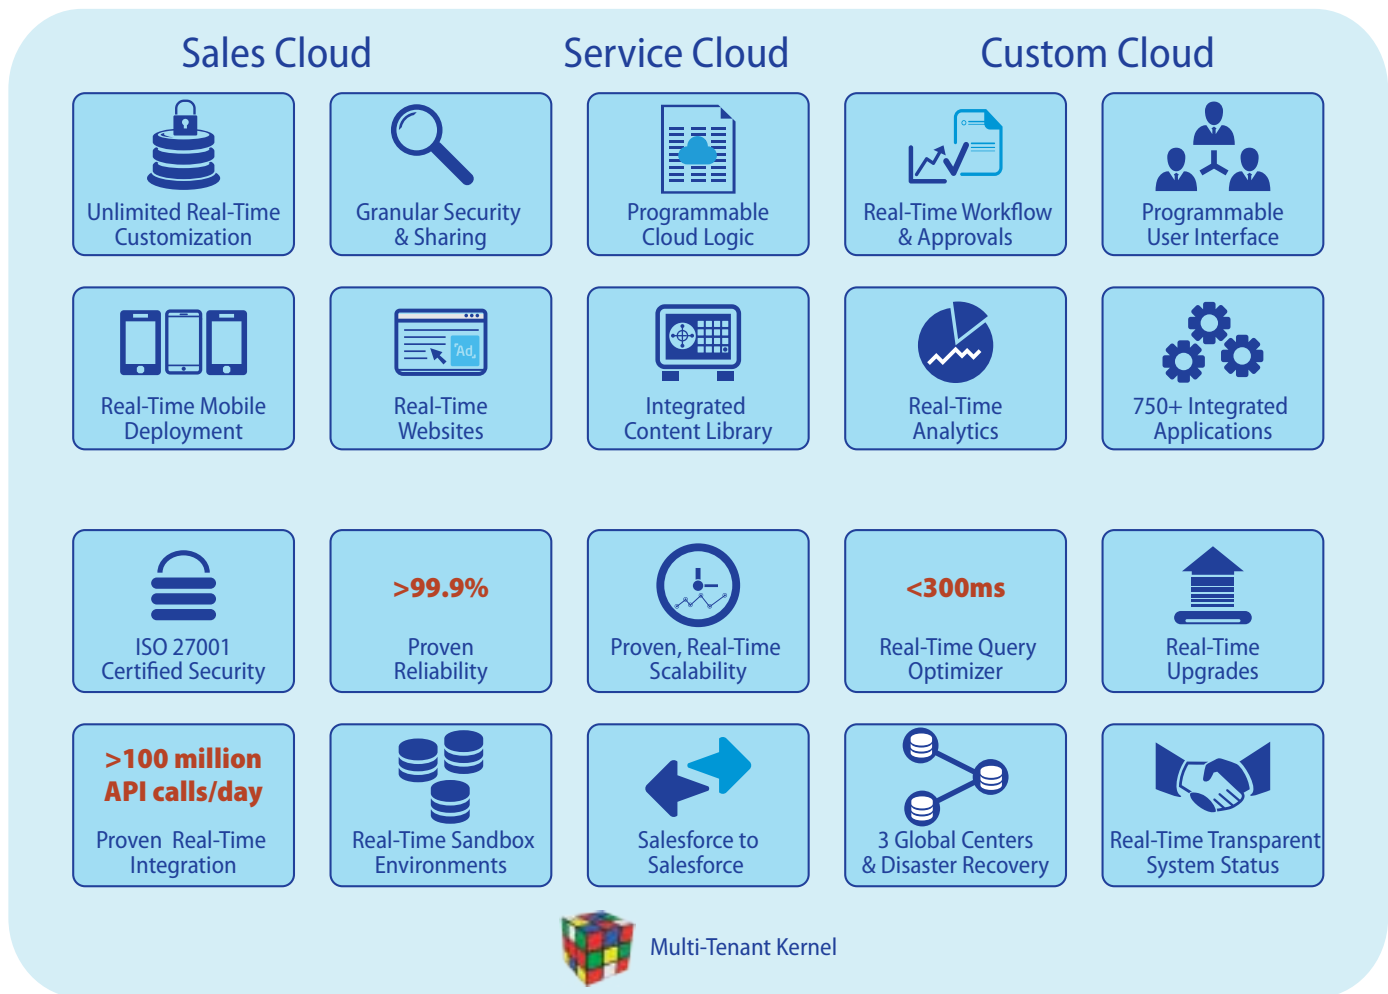 Sales Cloud
Service Cloud
Custom Cloud
Unlimited Real-Time
Customization
Granular Security
& Sharing
Programmable
Cloud Logic
Real-Time Workflow
& Approvals
Programmable
User Interface
Real-Time Mobile
Deployment
Ad
Real-Time
Websites
Integrated
Content Library
Real-Time
Analytics
750+ Integrated
Applications
ISO 27001
Certified Security
>99.9%
Proven
Reliability
Proven, Real-Time
Scalability
<300ms
Real-Time Query
Optimizer
Real-Time
Upgrades
>100 million
API calls/day
Proven Real-Time
Integration
Real-Time Sandbox
Environments
Salesforce to
Salesforce
3 Global Centers
& Disaster Recovery
Real-Time Transparent
System Status
Multi-Tenant Kernel